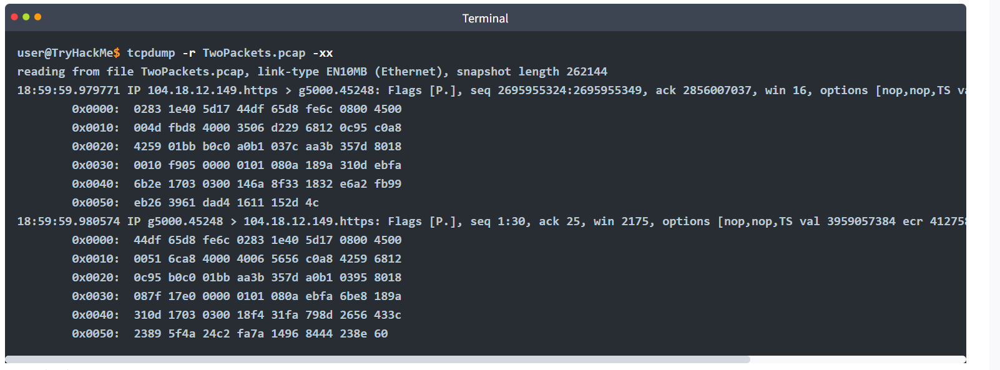 Terminal
user@TryHackMe$ tcpdump -r TwoPackets.pcap -xx
reading from file TwoPackets.pcap, link-type EN10MB (Ethernet), snapshot length 262144
18:59:59.979771 IP 104.18.12.149.https > g5000.45248: Flags [P.], seq 2695955324:2695955349, ack 2856007037, win 16, options [nop,nop,TS va
0x0000:  0283 1e40 5d17 44df 65d8 fe6c 0800 4500
0x0010:  004d fbd8 4000 3506 d229 6812 0c95 c0a8
0x0020:  4259 01bb b0c0 a0b1 037c aa3b 357d 8018
0x0030:  0010 f905 0000 0101 080a 189a 310d ebfa
0x0040:  6b2e 1703 0300 146a 8f33 1832 e6a2 fb99
0x0050:  eb26 3961 dad4 1611 152d 4c
18:59:59.980574 IP g5000.45248 > 104.18.12.149.https: Flags [P.], seq 1:30, ack 25, win 2175, options [nop,nop,TS val 3959057384 ecr 412758
0x0000:  44df 65d8 fe6c 0283 1e40 5d17 0800 4500
0x0010:  0051 6ca8 4000 4006 5656 c0a8 4259 6812
0x0020:  0c95 b0c0 01bb aa3b 357d a0b1 0395 8018
0x0030:  087f 17e0 0000 0101 080a ebfa 6be8 189a
0x0040:  310d 1703 0300 18f4 31fa 798d 2656 433c
0x0050:  2389 5f4a 24c2 fa7a 1496 8444 238e 60